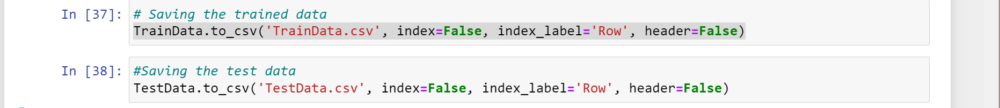 In [37]: # Saving the trained data
TrainData.to_csv('TrainData.csv', index=False, index_label='Row', header=False)
In [38]: #Saving the test data
TestData.to_csv('TestData.csv', index=False, index_label='Row', header=False)